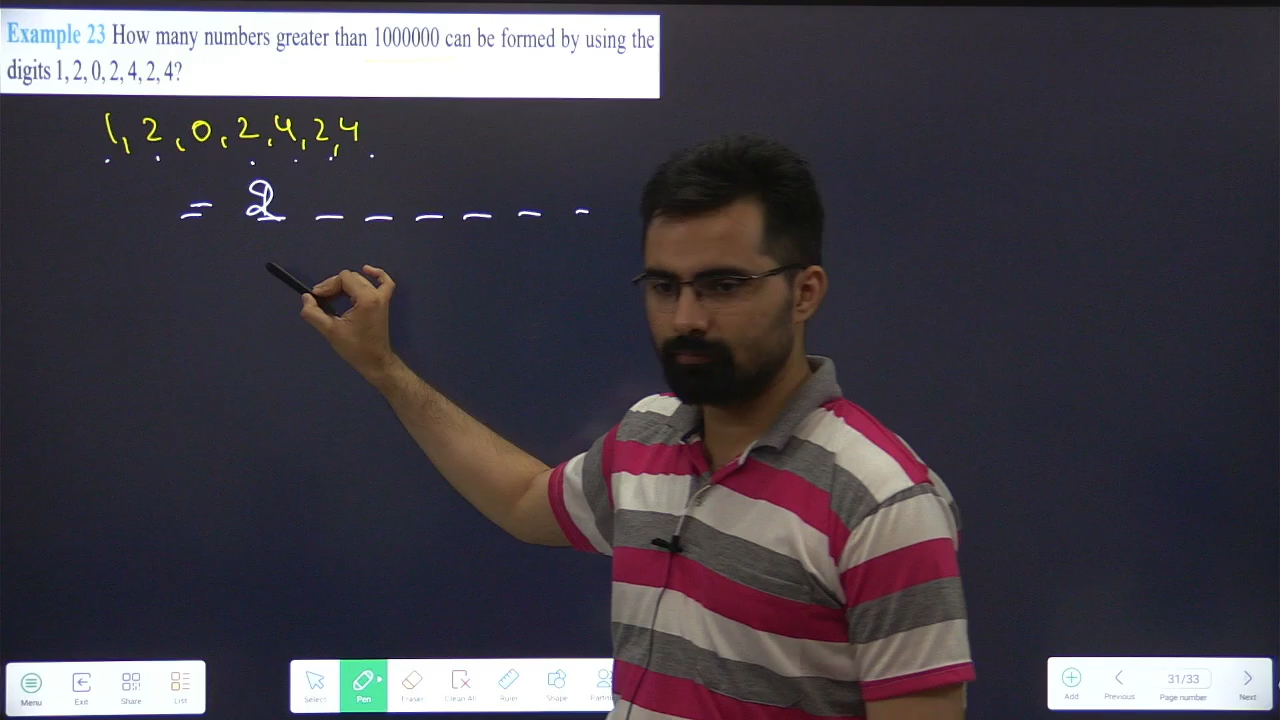 Example 23 How many numbers greater than 1000000 can be formed by using the
digits 1, 2, 0, 2, 4, 2, 4?
1, 2, 0, 2, 4, 2, 4
= 2 _ _ _ _ _ _
Menu Exit Share List
Select Pen Eraser Clean All Ruler Shape
Add Previous 31/33 Page number Next